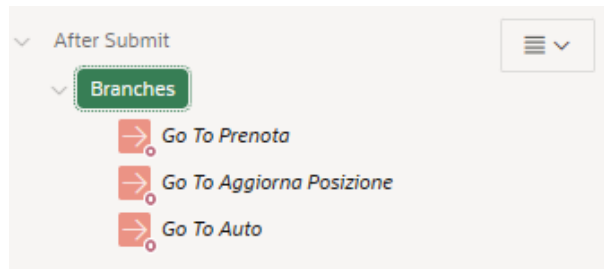 After Submit
Branches
Go To Prenota
Go To Aggiorna Posizione
Go To Auto